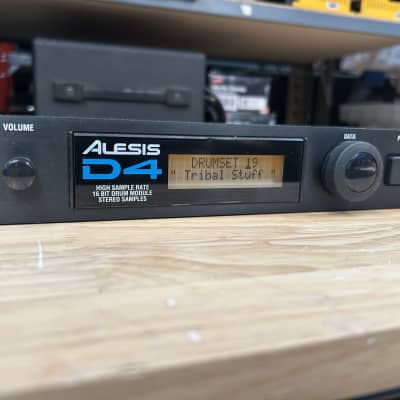 VOLUME
ALESIS
D4
HIGH SAMPLE RATE
16 BIT DRUM MODULE
STEREO SAMPLES
DRUMSET 19
" Tribal Stuff "
DATA